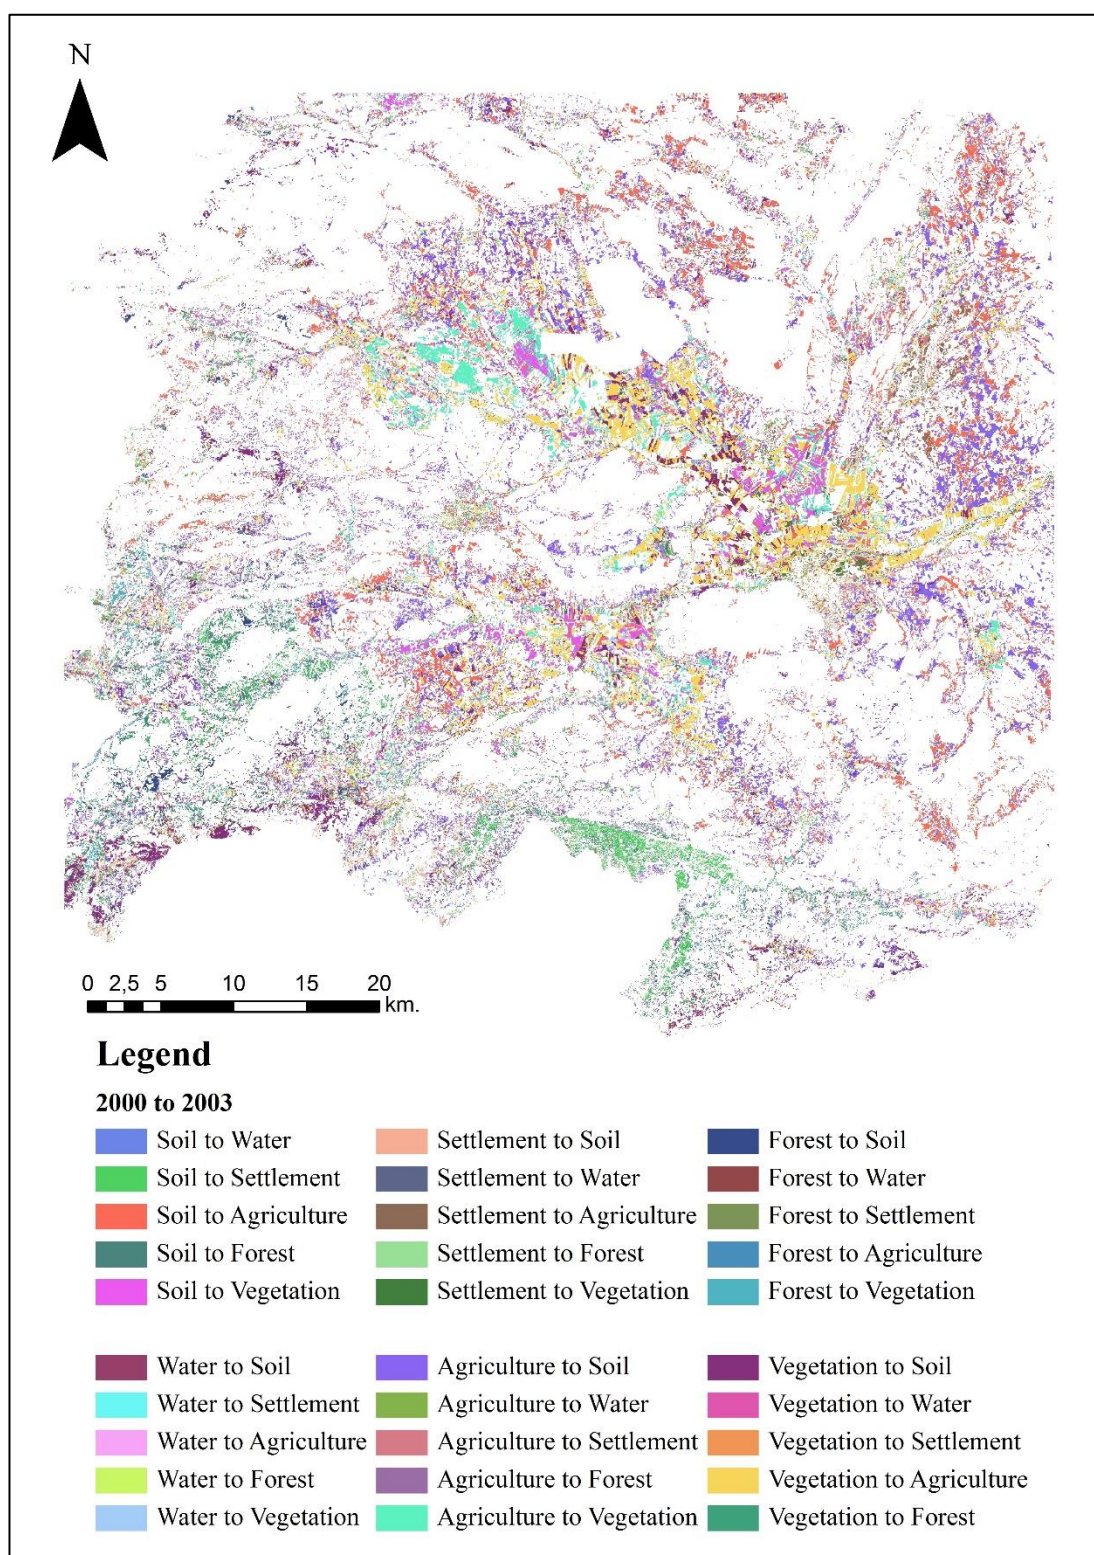 N
0 2,5 5 10 15 20
km.
Legend
2000 to 2003
Soil to Water
Soil to Settlement
Soil to Agriculture
Soil to Forest
Soil to Vegetation
Settlement to Soil
Settlement to Water
Settlement to Agriculture
Settlement to Forest
Settlement to Vegetation
Forest to Soil
Forest to Water
Forest to Settlement
Forest to Agriculture
Forest to Vegetation
Water to Soil
Water to Settlement
Water to Agriculture
Water to Forest
Water to Vegetation
Agriculture to Soil
Agriculture to Water
Agriculture to Settlement
Agriculture to Forest
Agriculture to Vegetation
Vegetation to Soil
Vegetation to Water
Vegetation to Settlement
Vegetation to Agriculture
Vegetation to Forest